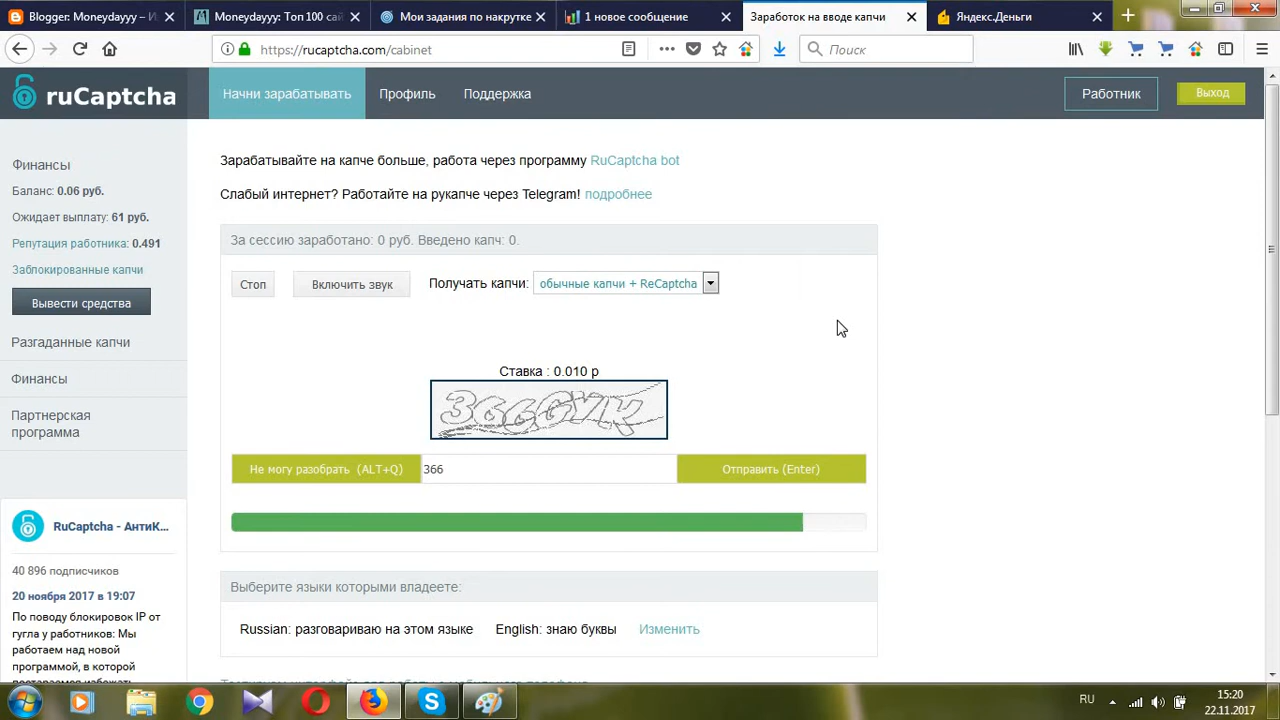 Blogger: Moneydayyy – И
Moneydayyy: Топ 100 сай
Мои задания по накрутке
1 новое сообщение
Заработок на вводе капчи
Яндекс.Деньги
https://rucaptcha.com/cabinet
Поиск
ruCaptcha
Начни зарабатывать
Профиль
Поддержка
Работник
Выход
Финансы
Баланс: 0.06 руб.
Ожидает выплату: 61 руб.
Репутация работника: 0.491
Заблокированные капчи
Вывести средства
Разгаданные капчи
Финансы
Партнерская
программа
RuCaptcha - АнтиК...
40 896 подписчиков
20 ноября 2017 в 19:07
По поводу блокировок IP от
гугла у работников: Мы
работаем над новой
программой, в которой
постараемся избежать
Зарабатывайте на капче больше, работа через программу RuCaptcha bot
Слабый интернет? Работайте на рукапче через Telegram! подробнее
За сессию заработано: 0 руб. Введено капч: 0.
Стоп
Включить звук
Получать капчи:
обычные капчи + ReCaptcha
Ставка : 0.010 р
Не могу разобрать (ALT+Q)
366
Отправить (Enter)
Выберите языки которыми владеете:
Russian: разговариваю на этом языке
English: знаю буквы
Изменить
RU
15:20
22.11.2017